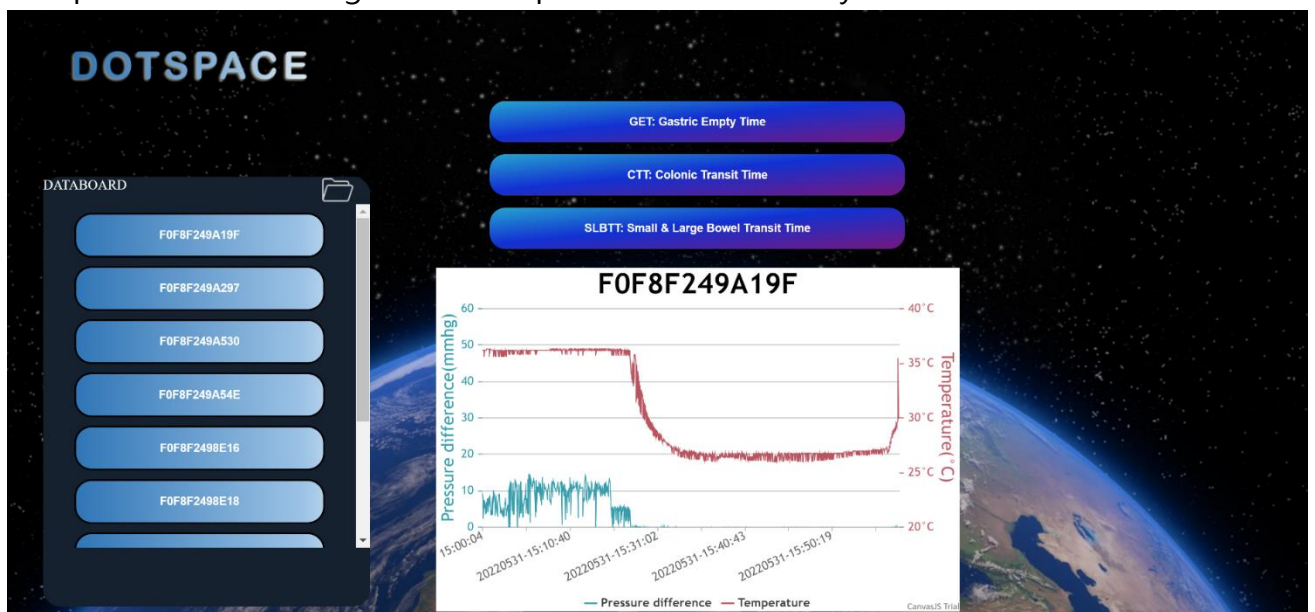 DOTSPACE
GET: Gastric Empty Time
CTT: Colonic Transit Time
SLBTT: Small & Large Bowel Transit Time
DATABOARD
F0F8F249A19F
F0F8F249A297
F0F8F249A530
F0F8F249A54E
F0F8F2498E16
F0F8F2498E18
F0F8F249A19F
Pressure difference(mmhg)
60
50
40
30
20
10
0
Temperature(°C)
40°C
35°C
30°C
25°C
20°C
15:00:04
20220531-15:10:40
20220531-15:31:02
20220531-15:40:43
20220531-15:50:19
Pressure difference
Temperature
CanvasJS Trial